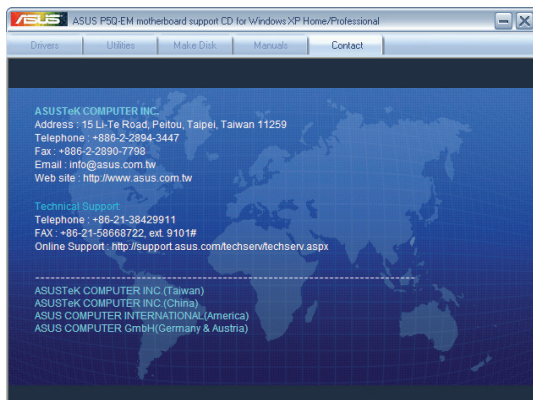 ASUS ASUS P5Q-EM motherboard support CD for Windows XP Home/Professional
Drivers Utilities Make Disk Manuals Contact
ASUSTeK COMPUTER INC.
Address : 15 Li-Te Road, Peitou, Taipei, Taiwan 11259
Telephone : +886-2-2894-3447
Fax : +886-2-2890-7798
Email : info@asus.com.tw
Web site : http://www.asus.com.tw
Technical Support:
Telephone : +86-21-38429911
FAX : +86-21-58668722, ext. 9101#
Online Support : http://support.asus.com/techserv/techserv.aspx
ASUSTeK COMPUTER INC.(Taiwan)
ASUSTeK COMPUTER INC.(China)
ASUS COMPUTER INTERNATIONAL(America)
ASUS COMPUTER GmbH(Germany & Austria)